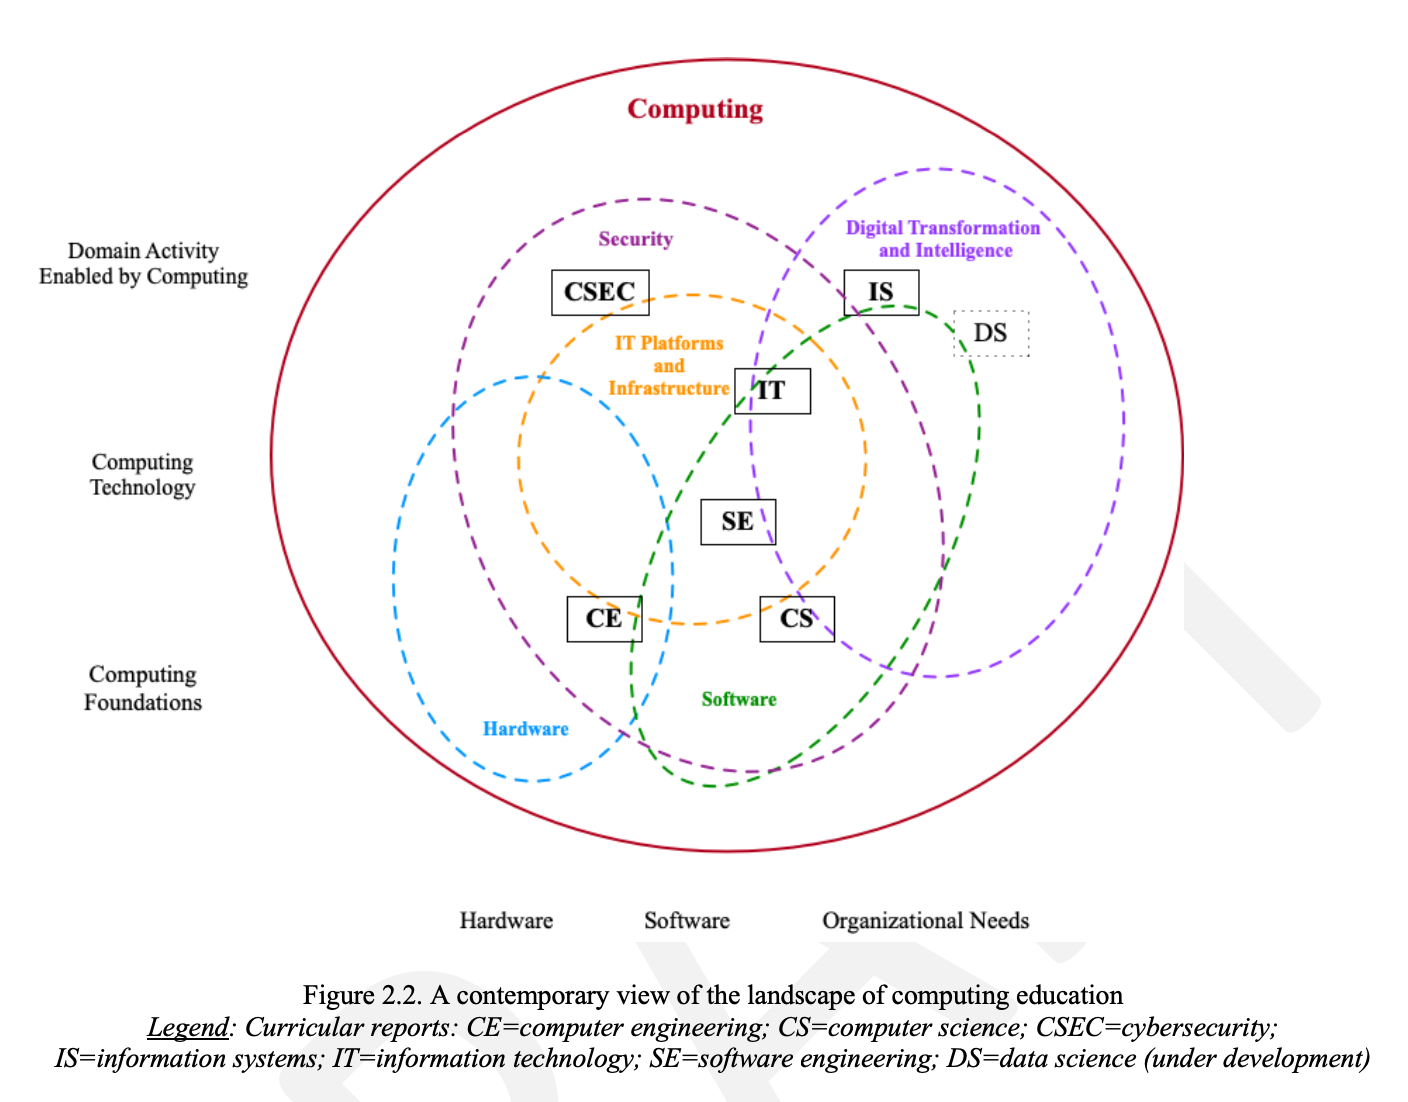 Computing
Domain Activity
Enabled by Computing
Security
Digital Transformation
and Intelligence
CSEC
IS
DS
IT Platforms
and
Infrastructure
IT
Computing
Technology
SE
CE
CS
Computing
Foundations
Software
Hardware
Hardware
Software
Organizational Needs
Figure 2.2. A contemporary view of the landscape of computing education
Legend: Curricular reports: CE=computer engineering; CS=computer science; CSEC=cybersecurity;
IS=information systems; IT=information technology; SE=software engineering; DS=data science (under development)